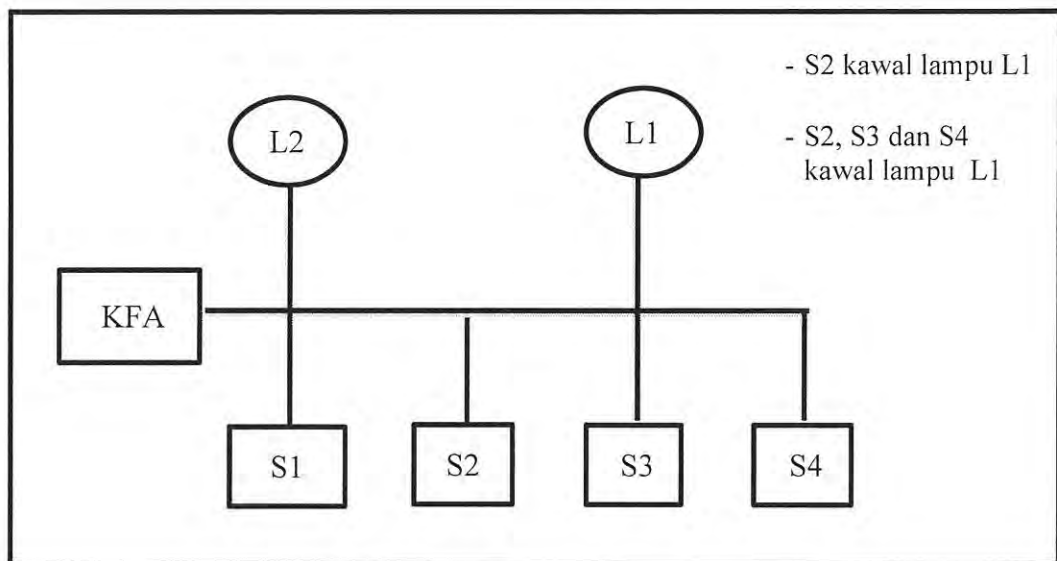 - S2 kawal lampu L1
- S2, S3 dan S4
kawal lampu L1
L2
L1
KFA
S1
S2
S3
S4